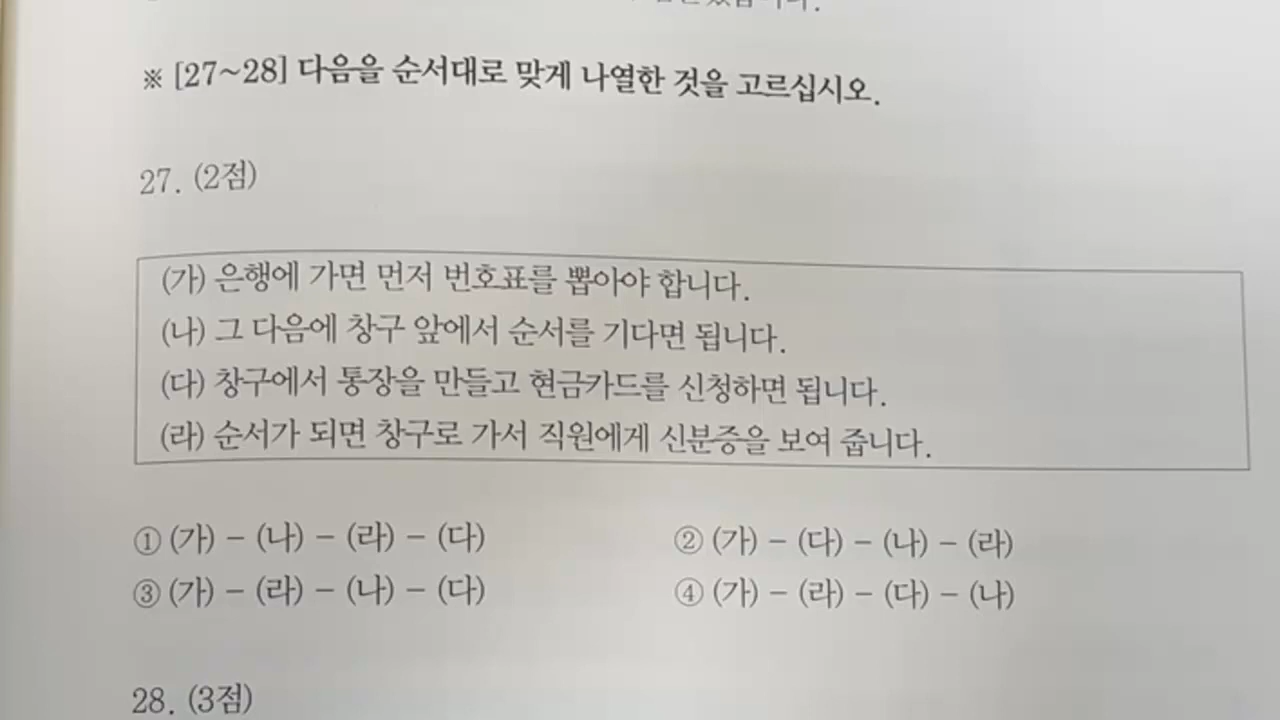 ※ [27~28] 다음을 순서대로 맞게 나열한 것을 고르십시오.
27. (2점)
(가) 은행에 가면 먼저 번호표를 뽑아야 합니다.
(나) 그 다음에 창구 앞에서 순서를 기다면 됩니다.
(다) 창구에서 통장을 만들고 현금카드를 신청하면 됩니다.
(라) 순서가 되면 창구로 가서 직원에게 신분증을 보여 줍니다.
① (가) - (나) - (라) - (다) ② (가) - (다) - (나) - (라)
③ (가) - (라) - (나) - (다) ④ (가) - (라) - (다) - (나)
28. (3점)